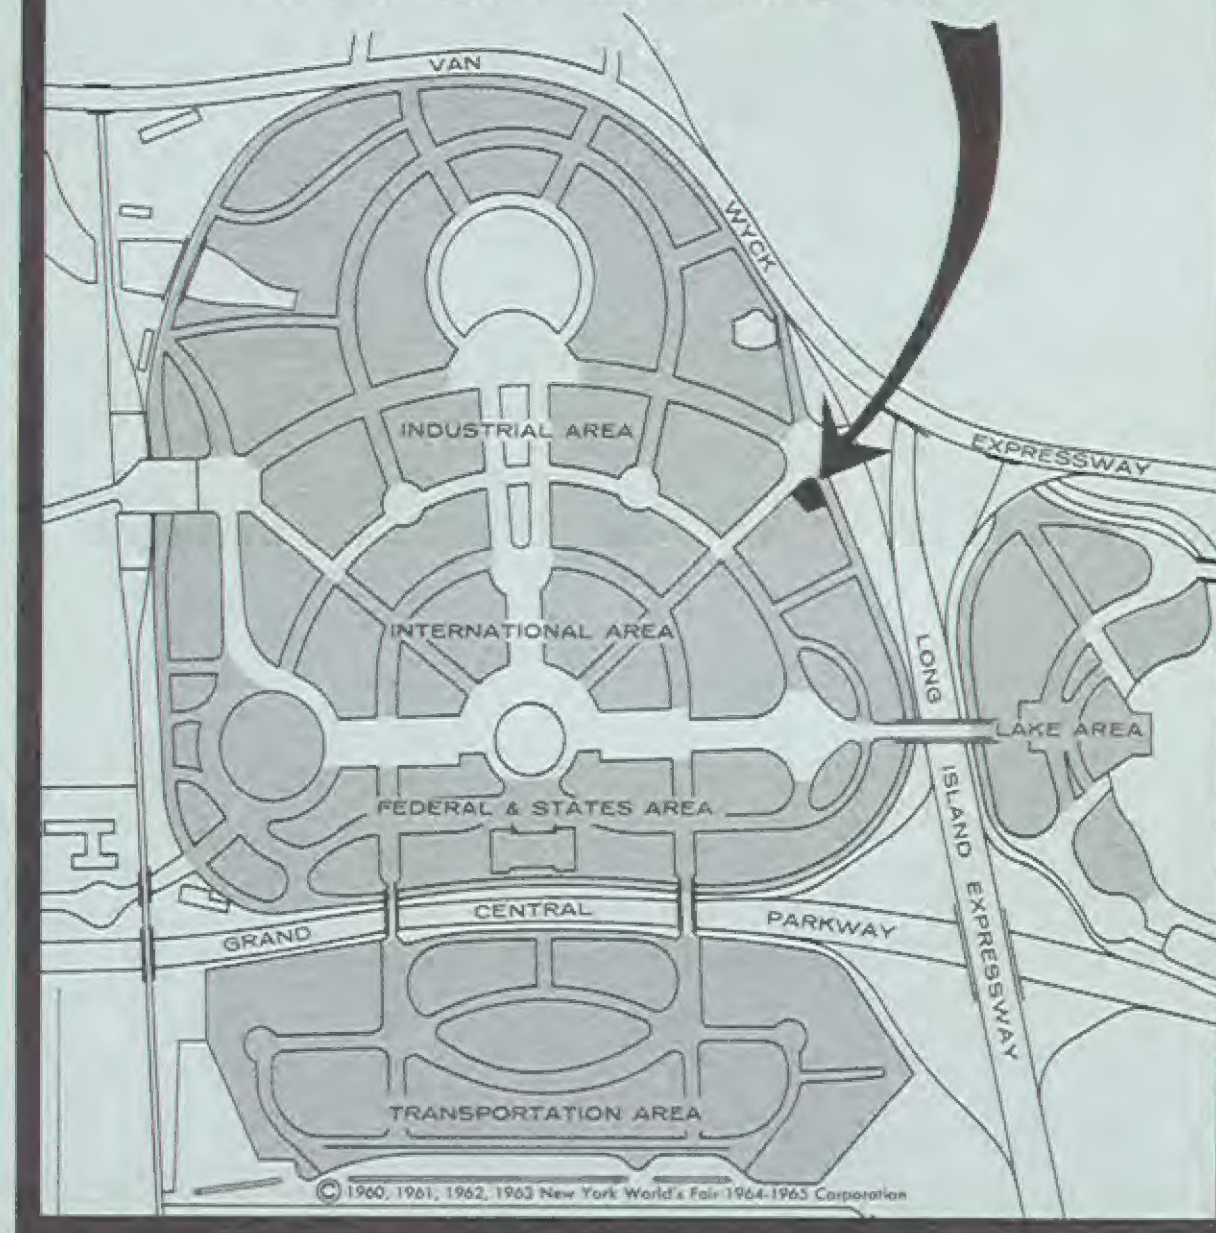 VAN
WYCK
EXPRESSWAY
INDUSTRIAL AREA
INTERNATIONAL AREA
LONG
ISLAND EXPRESSWAY
LAKE AREA
FEDERAL & STATES AREA
GRAND
CENTRAL
PARKWAY
TRANSPORTATION AREA
© 1960, 1961, 1962, 1963 New York World's Fair 1964-1965 Corporation